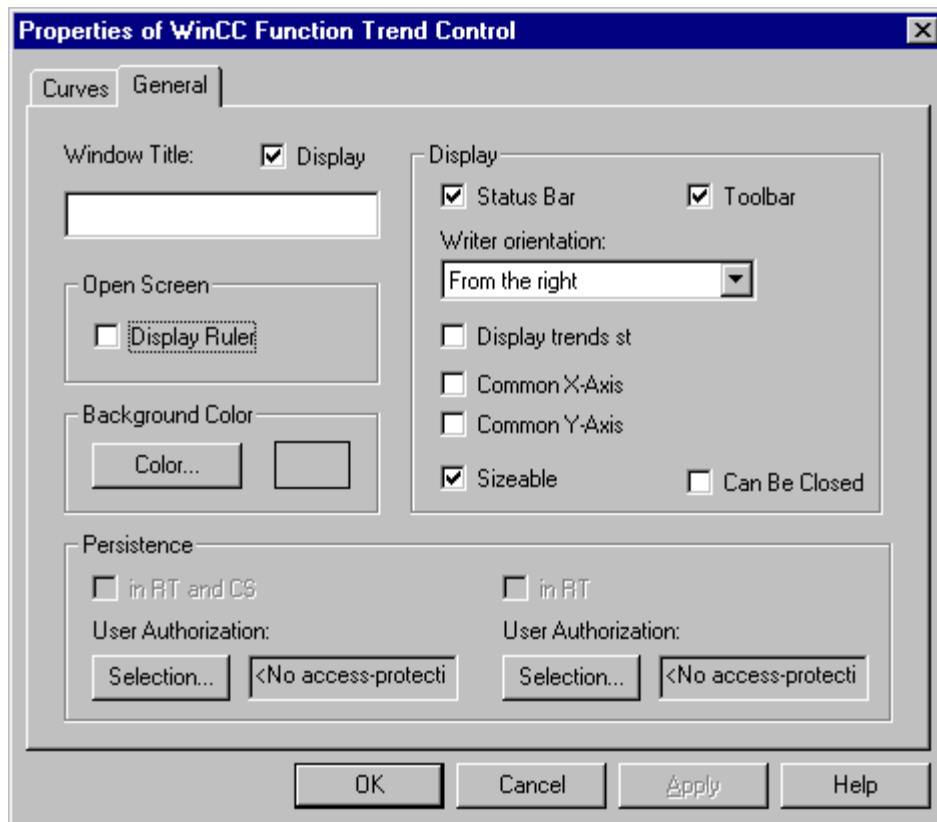 Properties of WinCC Function Trend Control
Curves General
Window Title: Display
Open Screen
Display Ruler
Background Color
Color...
Display
Status Bar Toolbar
Writer orientation:
From the right
Display trends st
Common X-Axis
Common Y-Axis
Sizeable Can Be Closed
Persistence
in RT and CS in RT
User Authorization: User Authorization:
Selection... <No access-protecti Selection... <No access-protecti
OK Cancel Apply Help